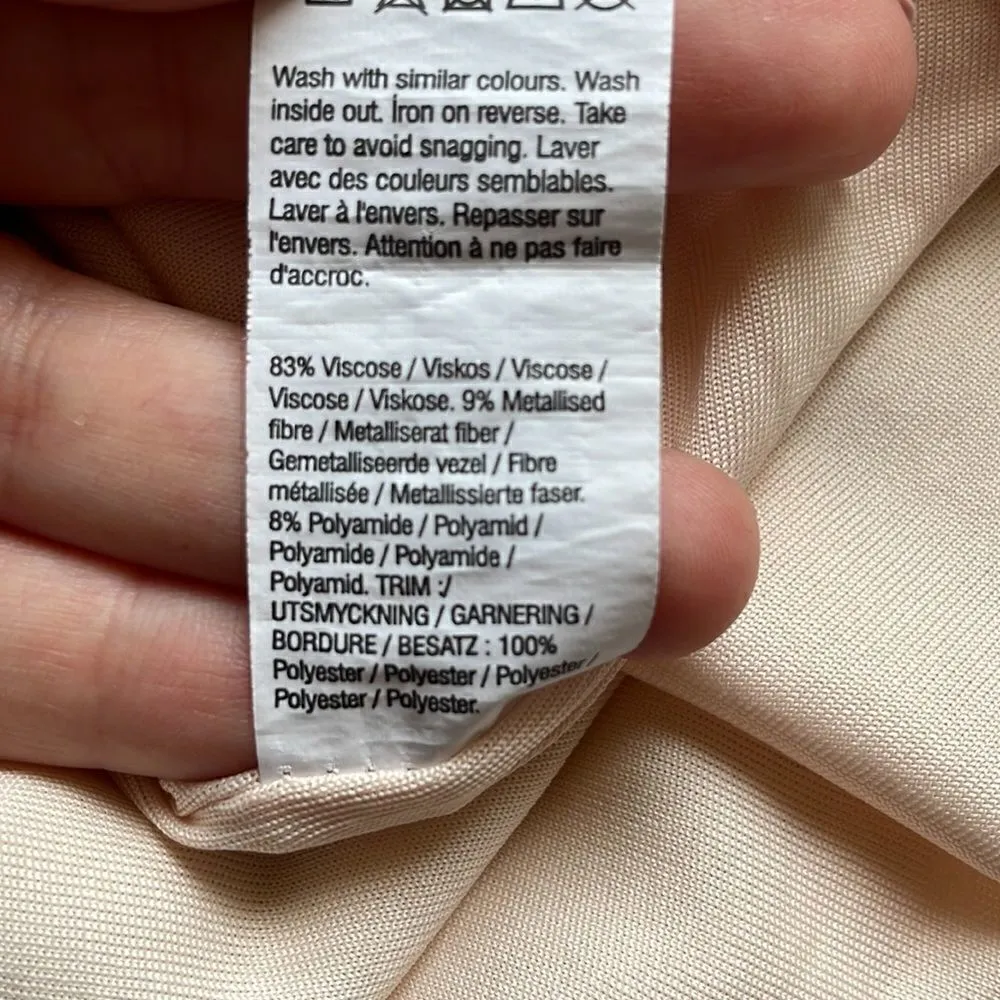 Wash with similar colours. Wash
inside out. İron on reverse. Take
care to avoid snagging. Laver
avec des couleurs semblables.
Laver à l'envers. Repasser sur
l'envers. Attention à ne pas faire
d'accroc.
83% Viscose / Viskos / Viscose /
Viscose / Viskose. 9% Metallised
fibre / Metalliserat fiber /
Gemetalliseerde vezel / Fibre
métallisée / Metallissierte faser.
8% Polyamide / Polyamid /
Polyamide / Polyamide /
Polyamid. TRIM :/
UTSMYCKNING / GARNERING /
BORDURE / BESATZ : 100%
Polyester / Polyester / Polyester /
Polyester / Polyester.